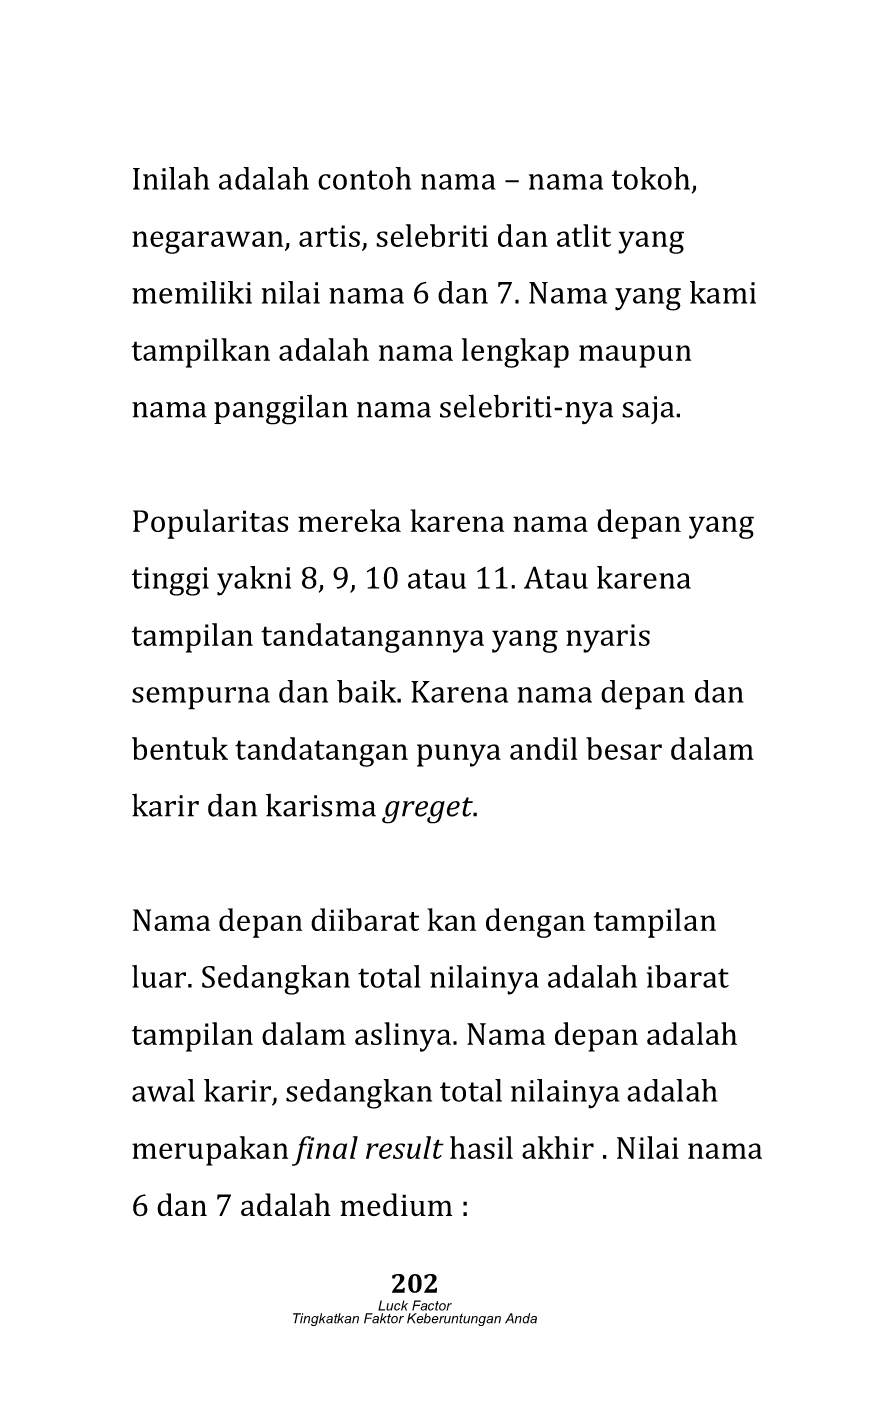 Inilah adalah contoh nama – nama tokoh,
negarawan, artis, selebriti dan atlit yang
memiliki nilai nama 6 dan 7. Nama yang kami
tampilkan adalah nama lengkap maupun
nama panggilan nama selebriti-nya saja.
Popularitas mereka karena nama depan yang
tinggi yakni 8, 9, 10 atau 11. Atau karena
tampilan tandatangannya yang nyaris
sempurna dan baik. Karena nama depan dan
bentuk tandatangan punya andil besar dalam
karir dan karisma greget.
Nama depan diibarat kan dengan tampilan
luar. Sedangkan total nilainya adalah ibarat
tampilan dalam aslinya. Nama depan adalah
awal karir, sedangkan total nilainya adalah
merupakan final result hasil akhir . Nilai nama
6 dan 7 adalah medium :
202
Luck Factor
Tingkatkan Faktor Keberuntungan Anda